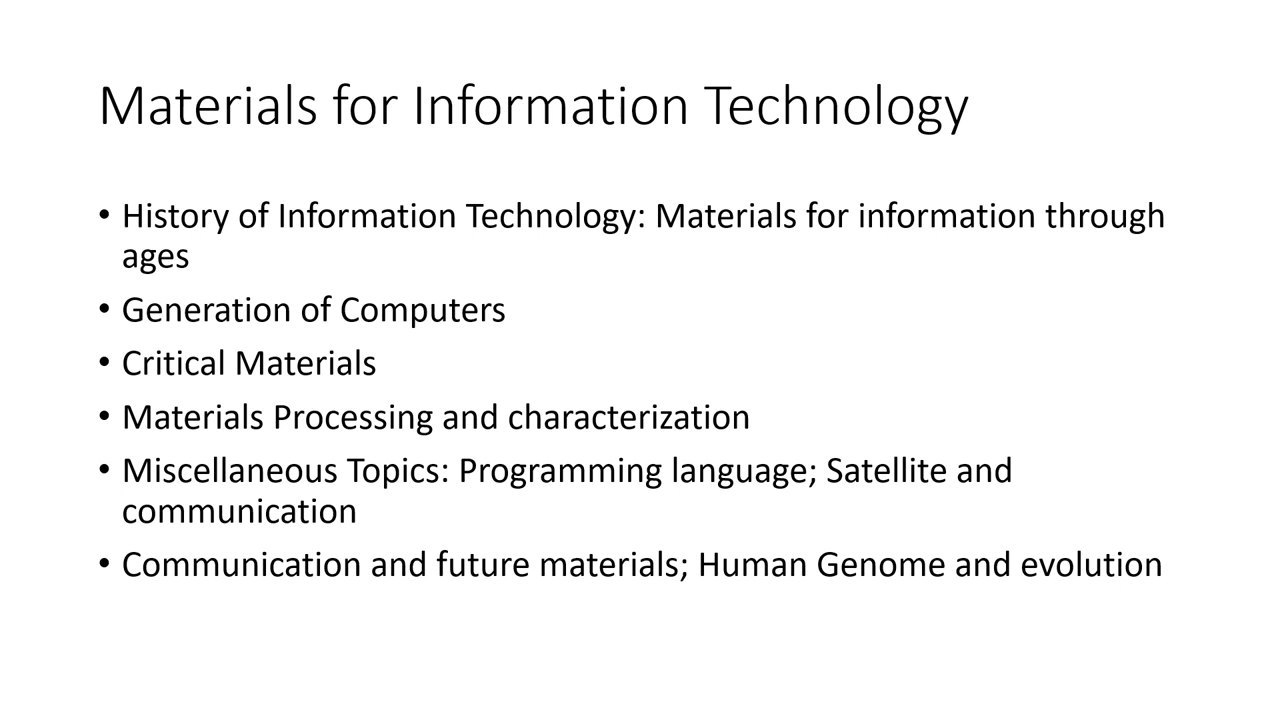 Materials for Information Technology
• History of Information Technology: Materials for information through
ages
• Generation of Computers
• Critical Materials
• Materials Processing and characterization
• Miscellaneous Topics: Programming language; Satellite and
communication
• Communication and future materials; Human Genome and evolution